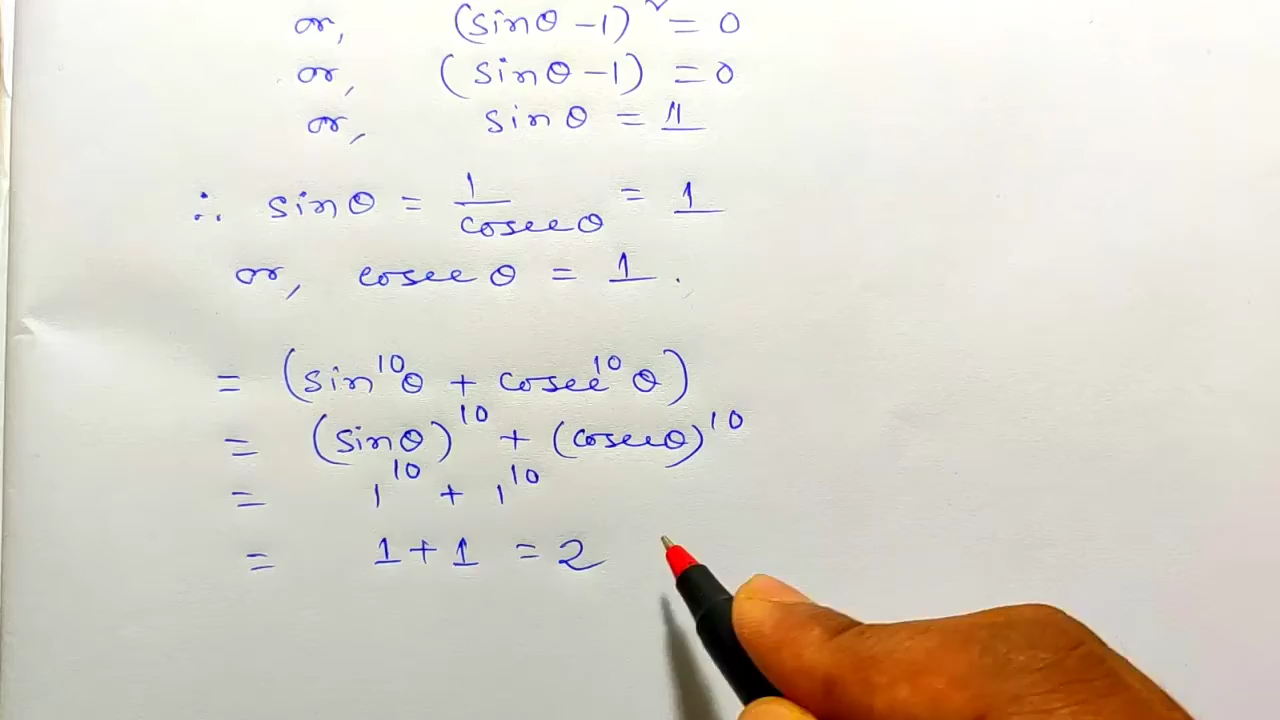 or, (sinθ - 1)² = 0
or, (sinθ - 1) = 0
or, sinθ = 1
∴ sinθ = 1/cosecθ = 1
or, cosecθ = 1.
= (sin¹⁰θ + cosec¹⁰θ)
= (sinθ)¹⁰ + (cosecθ)¹⁰
= 1¹⁰ + 1¹⁰
= 1 + 1 = 2